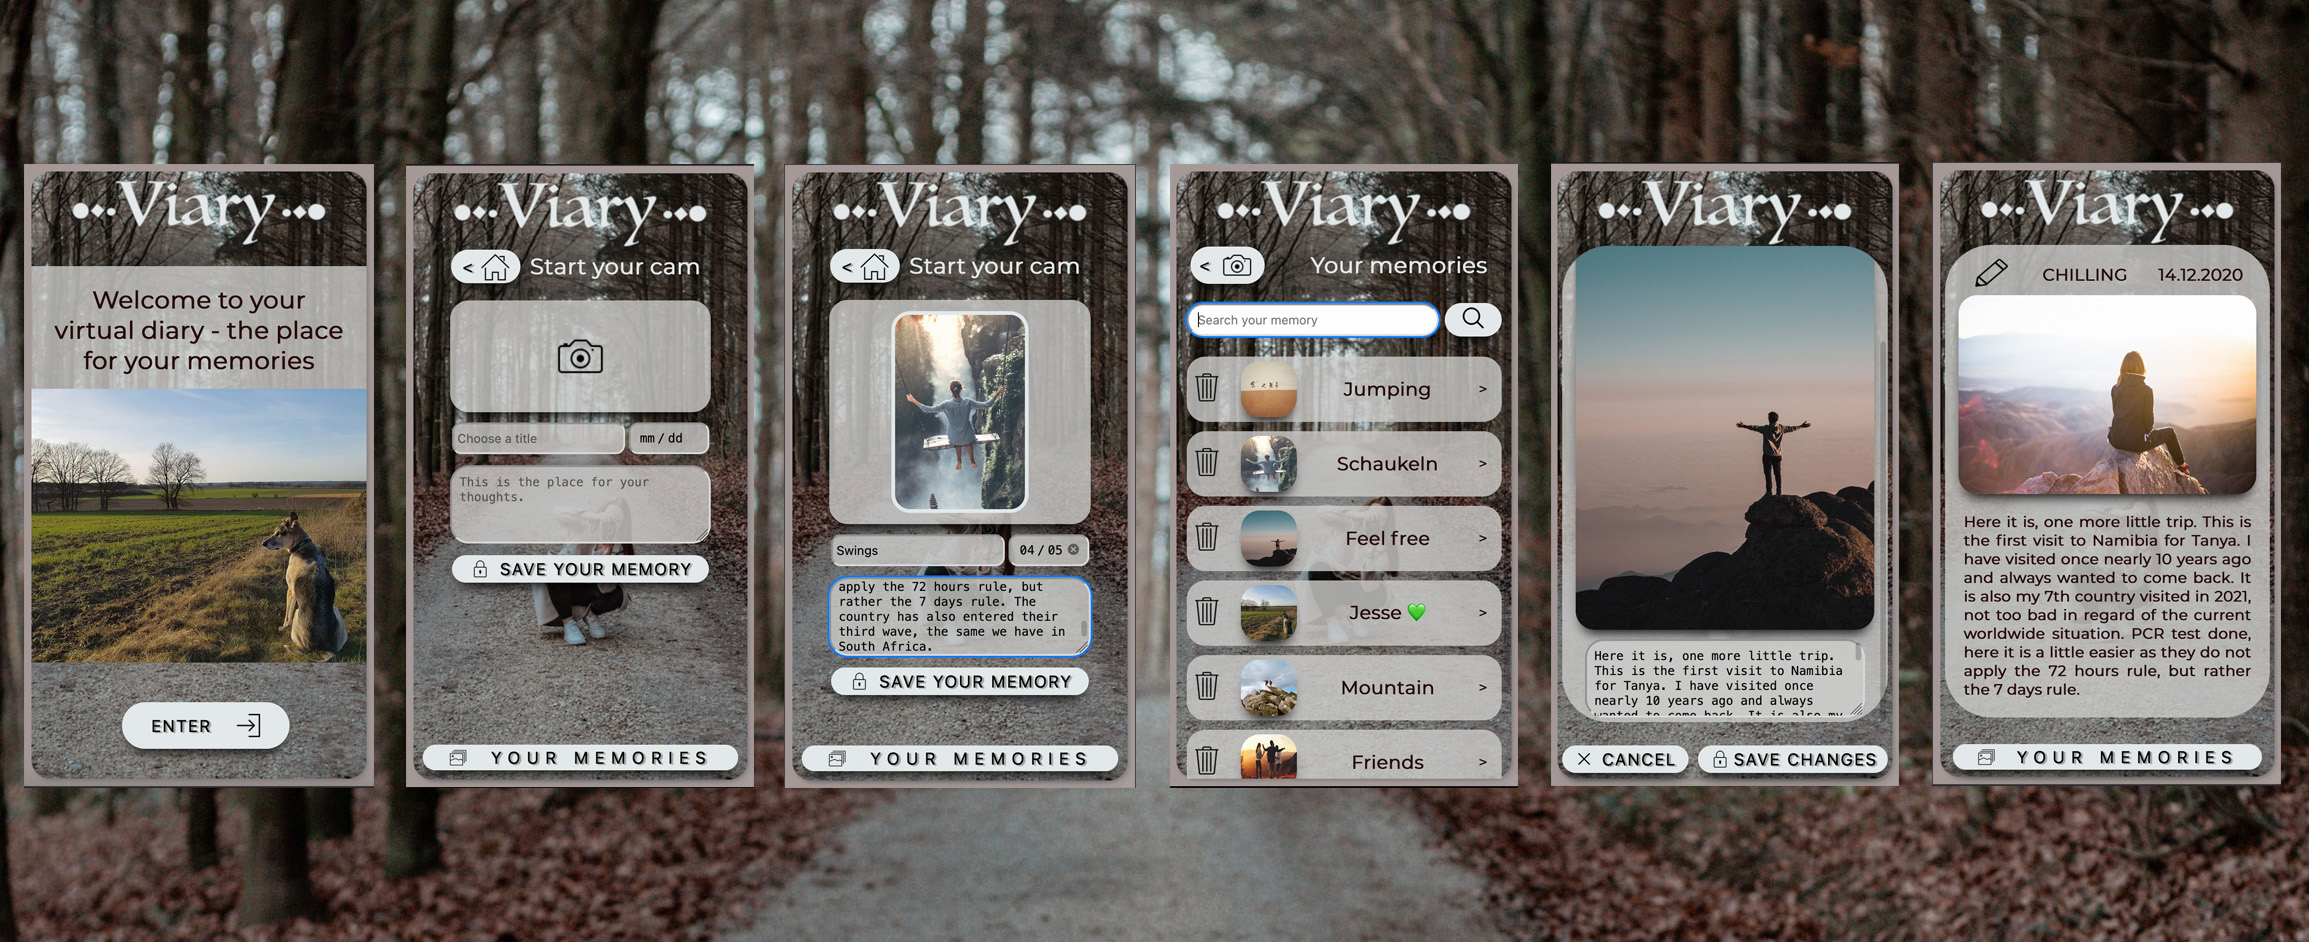 Viary
Welcome to your
virtual diary - the place
for your memories
ENTER
Viary
< Start your cam
Choose a title
mm / dd
This is the place for your
thoughts.
SAVE YOUR MEMORY
YOUR MEMORIES
Viary
< Start your cam
Swings
04 / 05
apply the 72 hours rule, but
rather the 7 days rule. The
country has also entered their
third wave, the same we have in
South Africa.
SAVE YOUR MEMORY
YOUR MEMORIES
Viary
< Your memories
Search your memory
Jumping >
Schaukeln >
Feel free >
Jesse 💚 >
Mountain >
Friends >
Viary
Here it is, one more little trip.
This is the first visit to Namibia
for Tanya. I have visited once
nearly 10 years ago and always
wanted to come back. It is also my
CANCEL
SAVE CHANGES
Viary
CHILLING 14.12.2020
Here it is, one more little trip. This is
the first visit to Namibia for Tanya. I
have visited once nearly 10 years ago
and always wanted to come back. It
is also my 7th country visited in 2021,
not too bad in regard of the current
worldwide situation. PCR test done,
here it is a little easier as they do not
apply the 72 hours rule, but rather
the 7 days rule.
YOUR MEMORIES